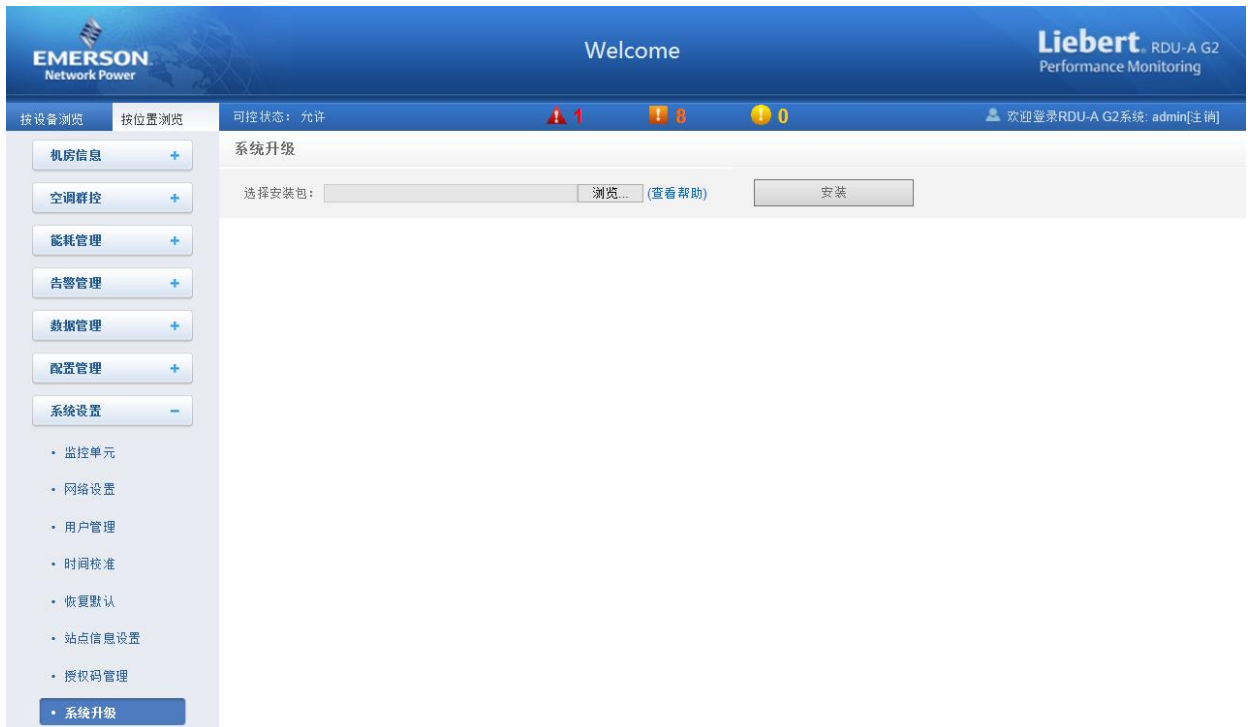 EMERSON
Network Power
Welcome
Liebert. RDU-A G2
Performance Monitoring
按设备浏览 按位置浏览 可控状态：允许 1 8 0 欢迎登录RDU-A G2系统: admin[注销]
机房信息 +
系统升级
空调群控 +
选择安装包： 浏览... (查看帮助) 安装
能耗管理 +
告警管理 +
数据管理 +
配置管理 +
系统设置 -
• 监控单元
• 网络设置
• 用户管理
• 时间校准
• 恢复默认
• 站点信息设置
• 授权码管理
• 系统升级